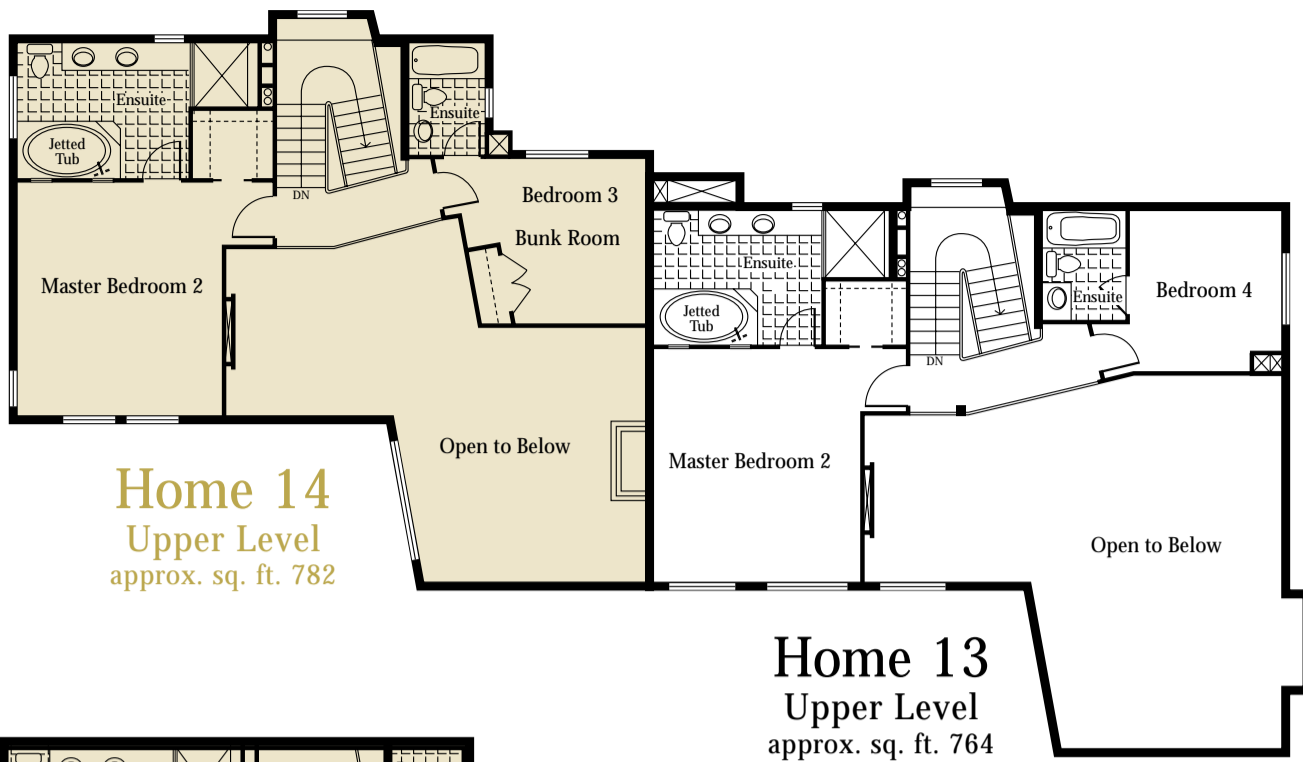 Ensuite
Jetted
Tub
DN
Ensuite
Bedroom 3
Bunk Room
Master Bedroom 2
Open to Below
Home 14
Upper Level
approx. sq. ft. 782
Ensuite
Jetted
Tub
DN
Ensuite
Bedroom 4
Master Bedroom 2
Open to Below
Home 13
Upper Level
approx. sq. ft. 764